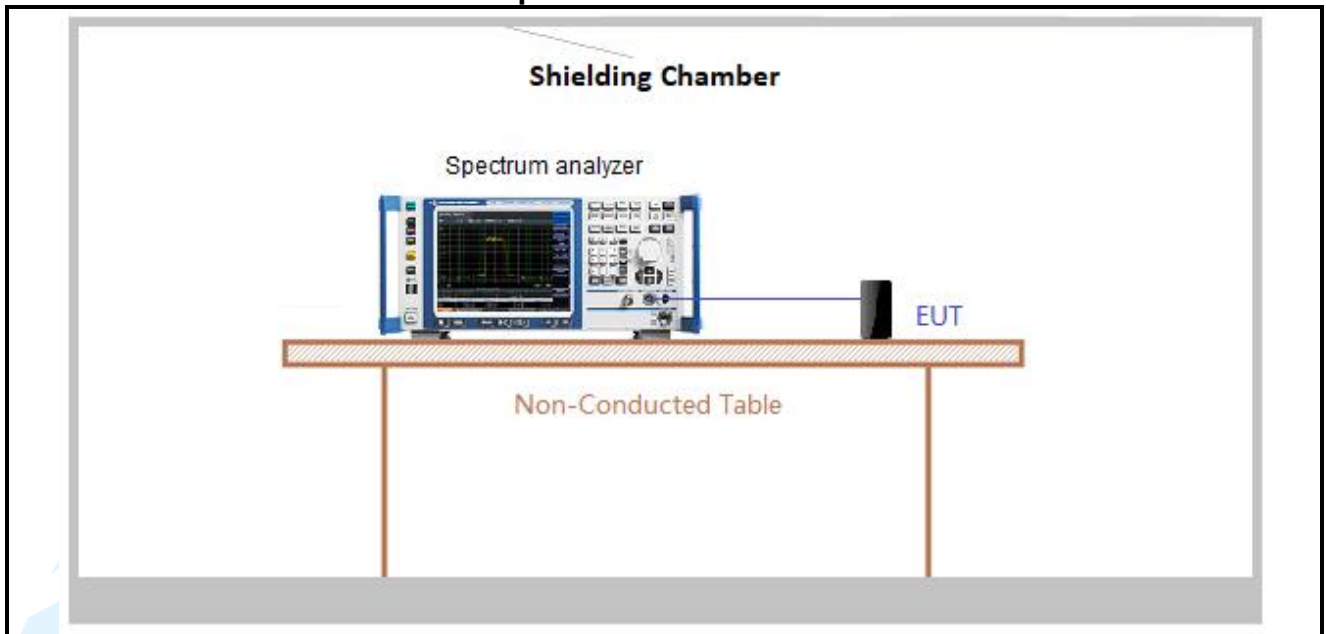 Shielding Chamber
Spectrum analyzer
EUT
Non-Conducted Table